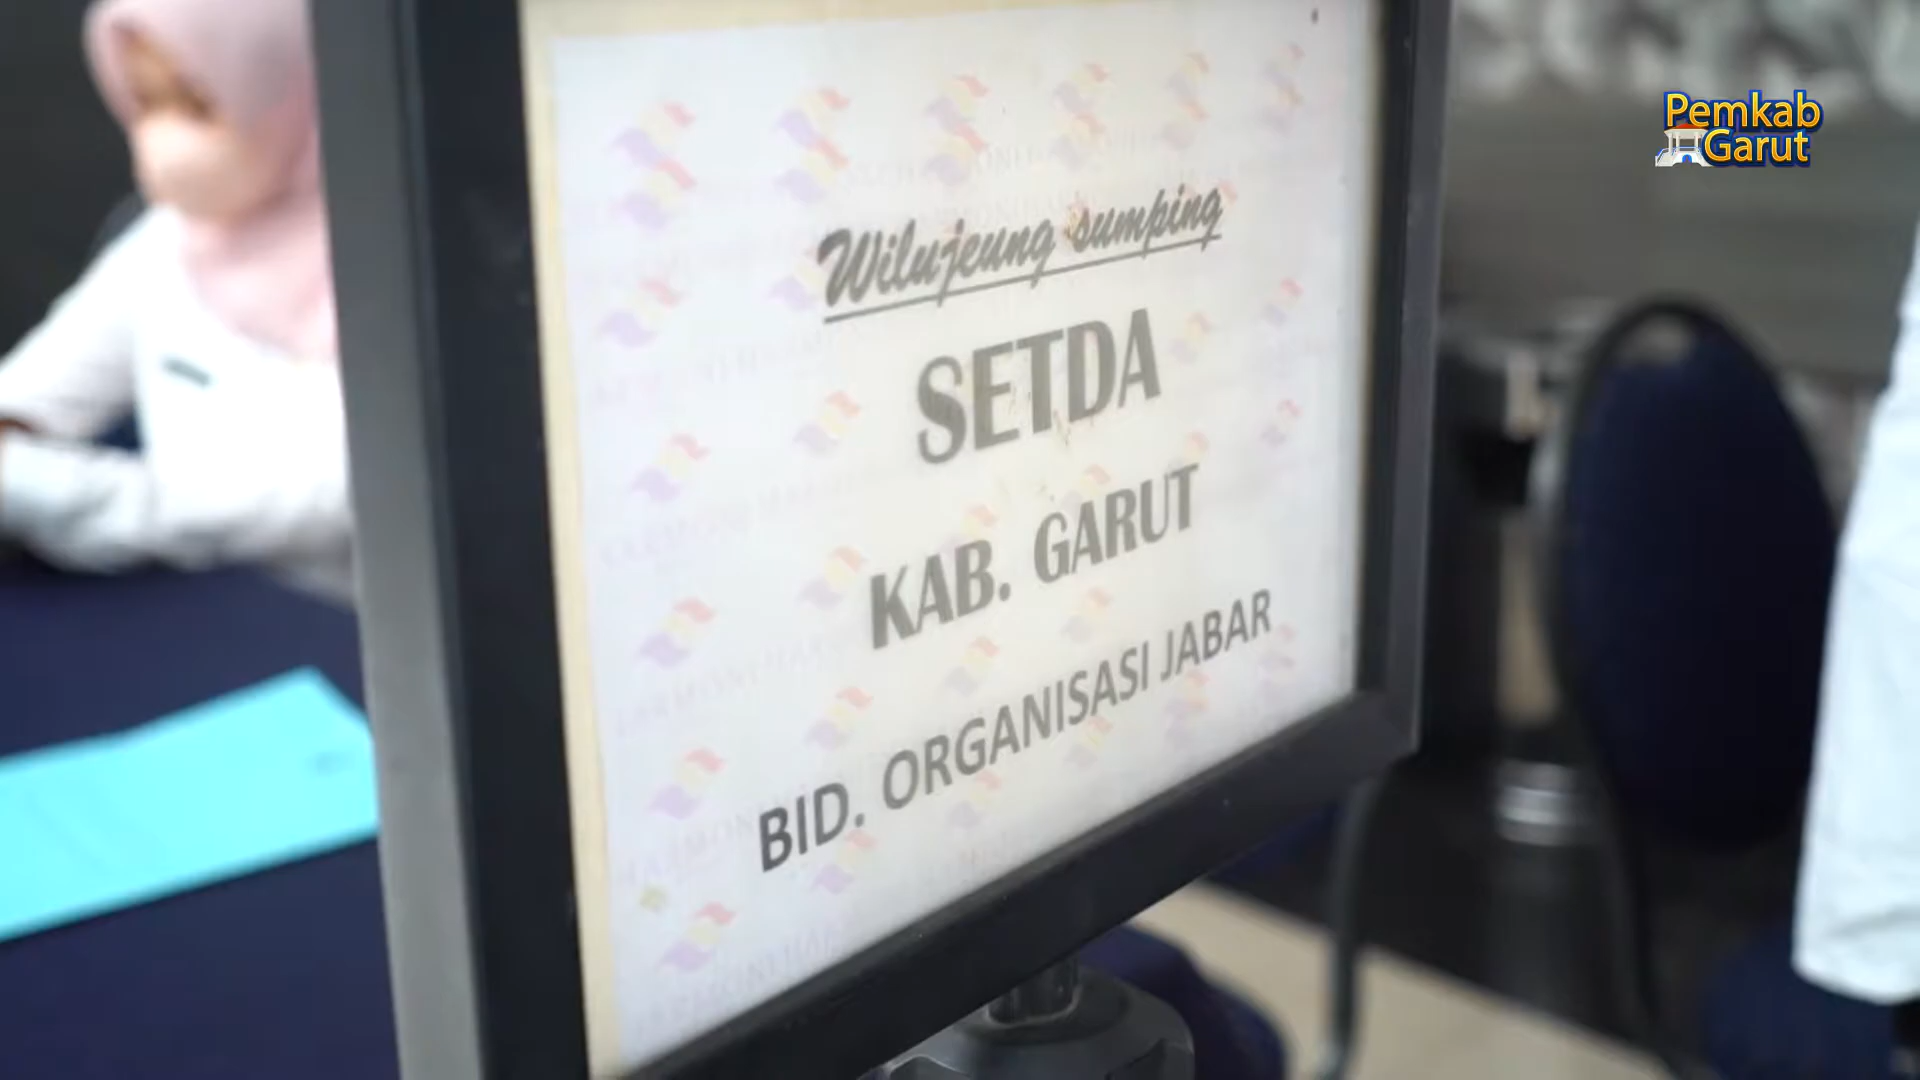 Pemkab
Garut
Wilujeung sumping
SETDA
KAB. GARUT
BID. ORGANISASI JABAR